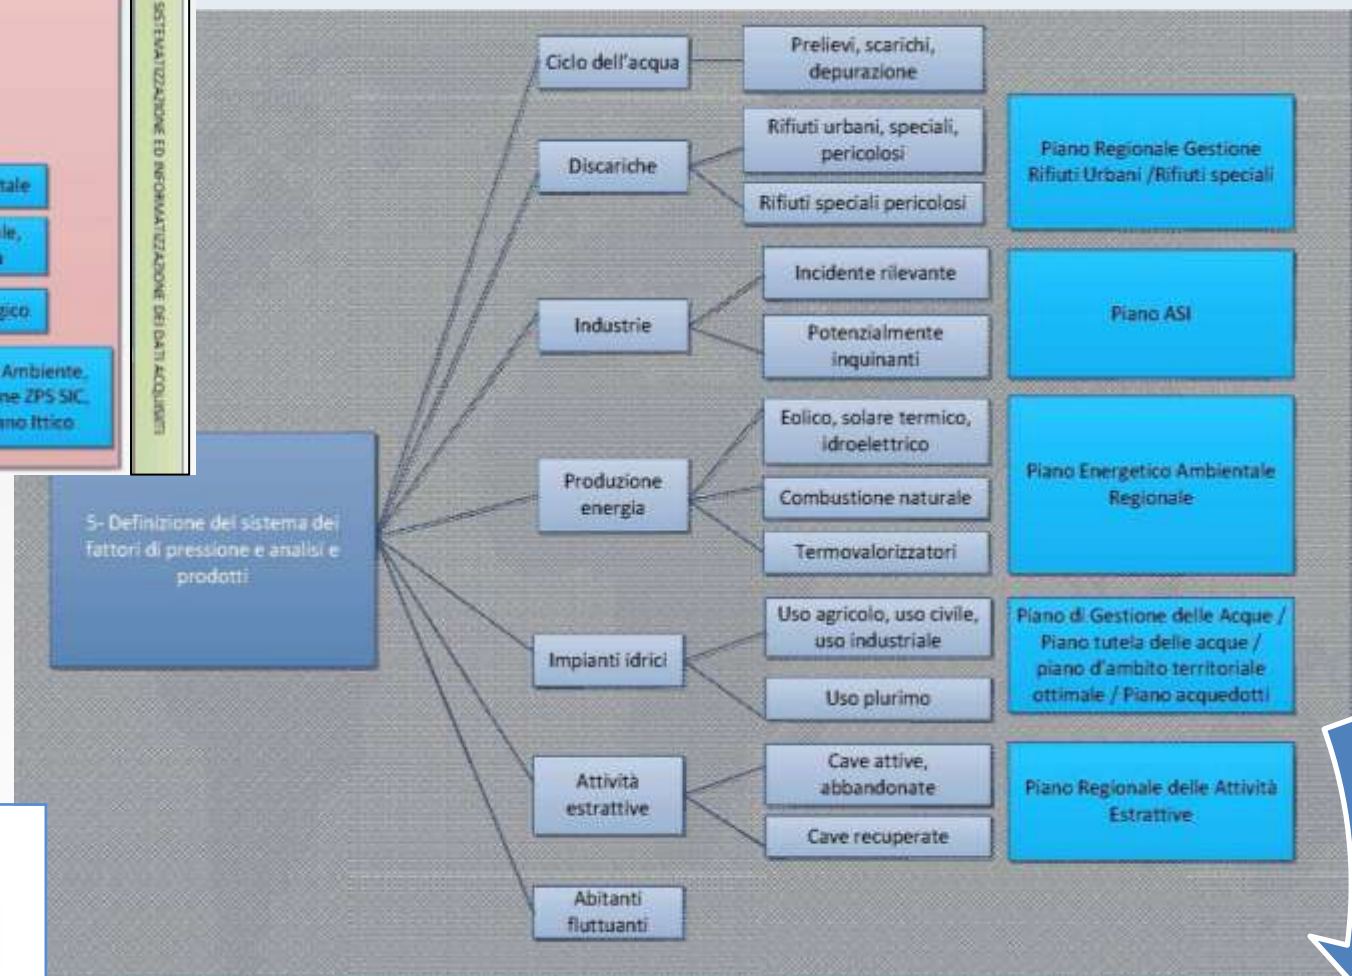 SISTEMATIZZAZIONE ED INFORMATIZZAZIONE DEI DATI ACQUISITI
Ambiente,
ZPS SIC,
Ittico
5- Definizione del sistema dei
fattori di pressione e analisi e
prodotti
Ciclo dell'acqua
Prelievi, scarichi,
depurazione
Discariche
Rifiuti urbani, speciali,
pericolosi
Rifiuti speciali pericolosi
Piano Regionale Gestione
Rifiuti Urbani /Rifiuti speciali
Industrie
Incidente rilevante
Potenzialmente
inquinanti
Piano ASI
Produzione
energia
Eolico, solare termico,
idroelettrico
Combustione naturale
Termovalorizzatori
Piano Energetico Ambientale
Regionale
Impianti idrici
Uso agricolo, uso civile,
uso industriale
Uso plurimo
Piano di Gestione delle Acque /
Piano tutela delle acque /
piano d'ambito territoriale
ottimale / Piano acquedotti
Attività
estrattive
Cave attive,
abbandonate
Cave recuperate
Piano Regionale delle Attività
Estrattive
Abitanti
fluttuanti